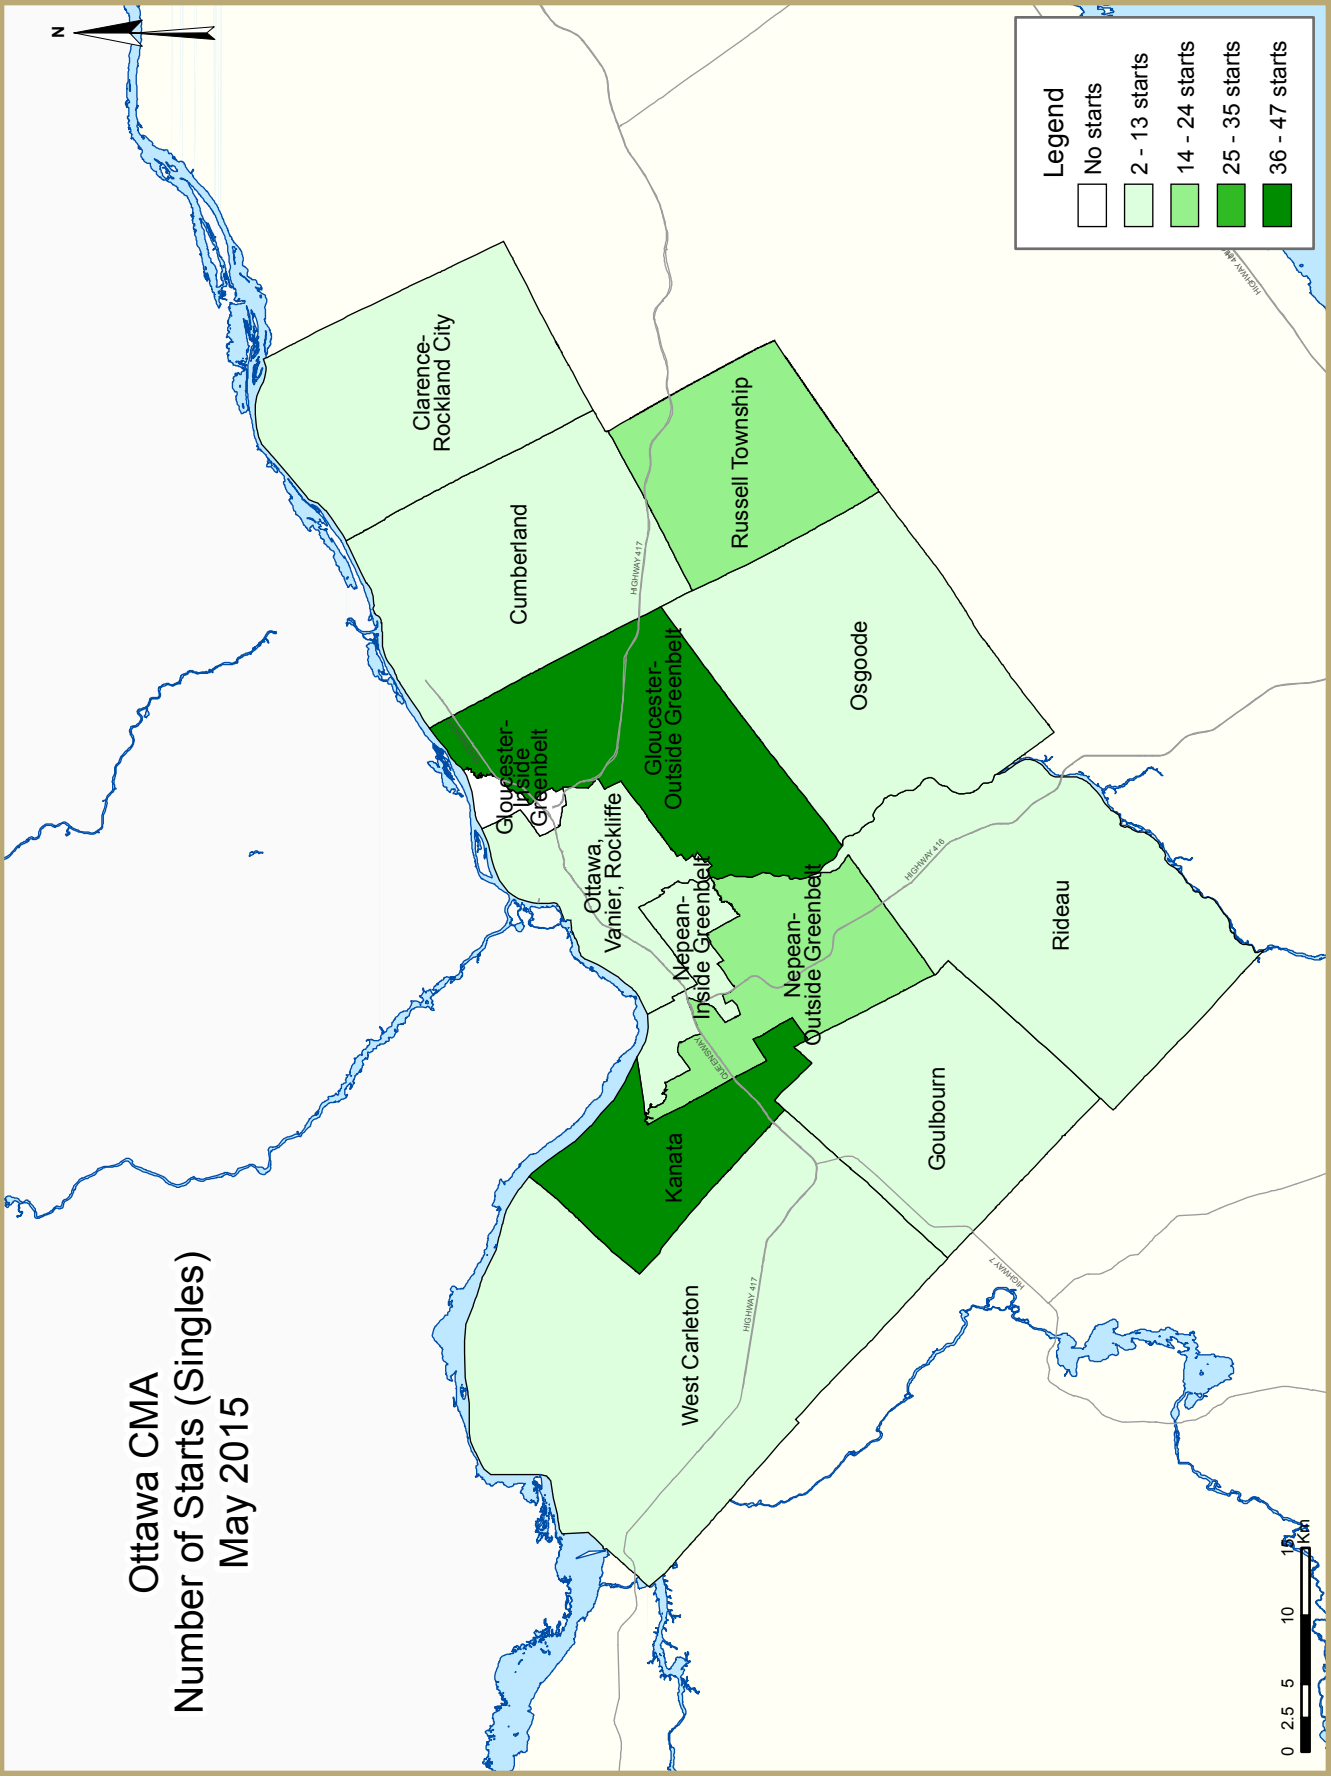 Ottawa CMA
Number of Starts (Singles)
May 2015
N
Legend
No starts
2 - 13 starts
14 - 24 starts
25 - 35 starts
36 - 47 starts
Clarence-
Rockland City
Cumberland
Russell Township
HIGHWAY 417
Gloucester-
Inside
Greenbelt
Gloucester-
Outside Greenbelt
Osgoode
Ottawa,
Vanier, Rockliffe
Nepean-
Inside Greenbelt
Nepean-
Outside Greenbelt
HIGHWAY 416
Rideau
QUEENSWAY
Kanata
Goulbourn
West Carleton
HIGHWAY 417
HIGHWAY 7
HIGHWAY
0 2.5 5 10 15
Km